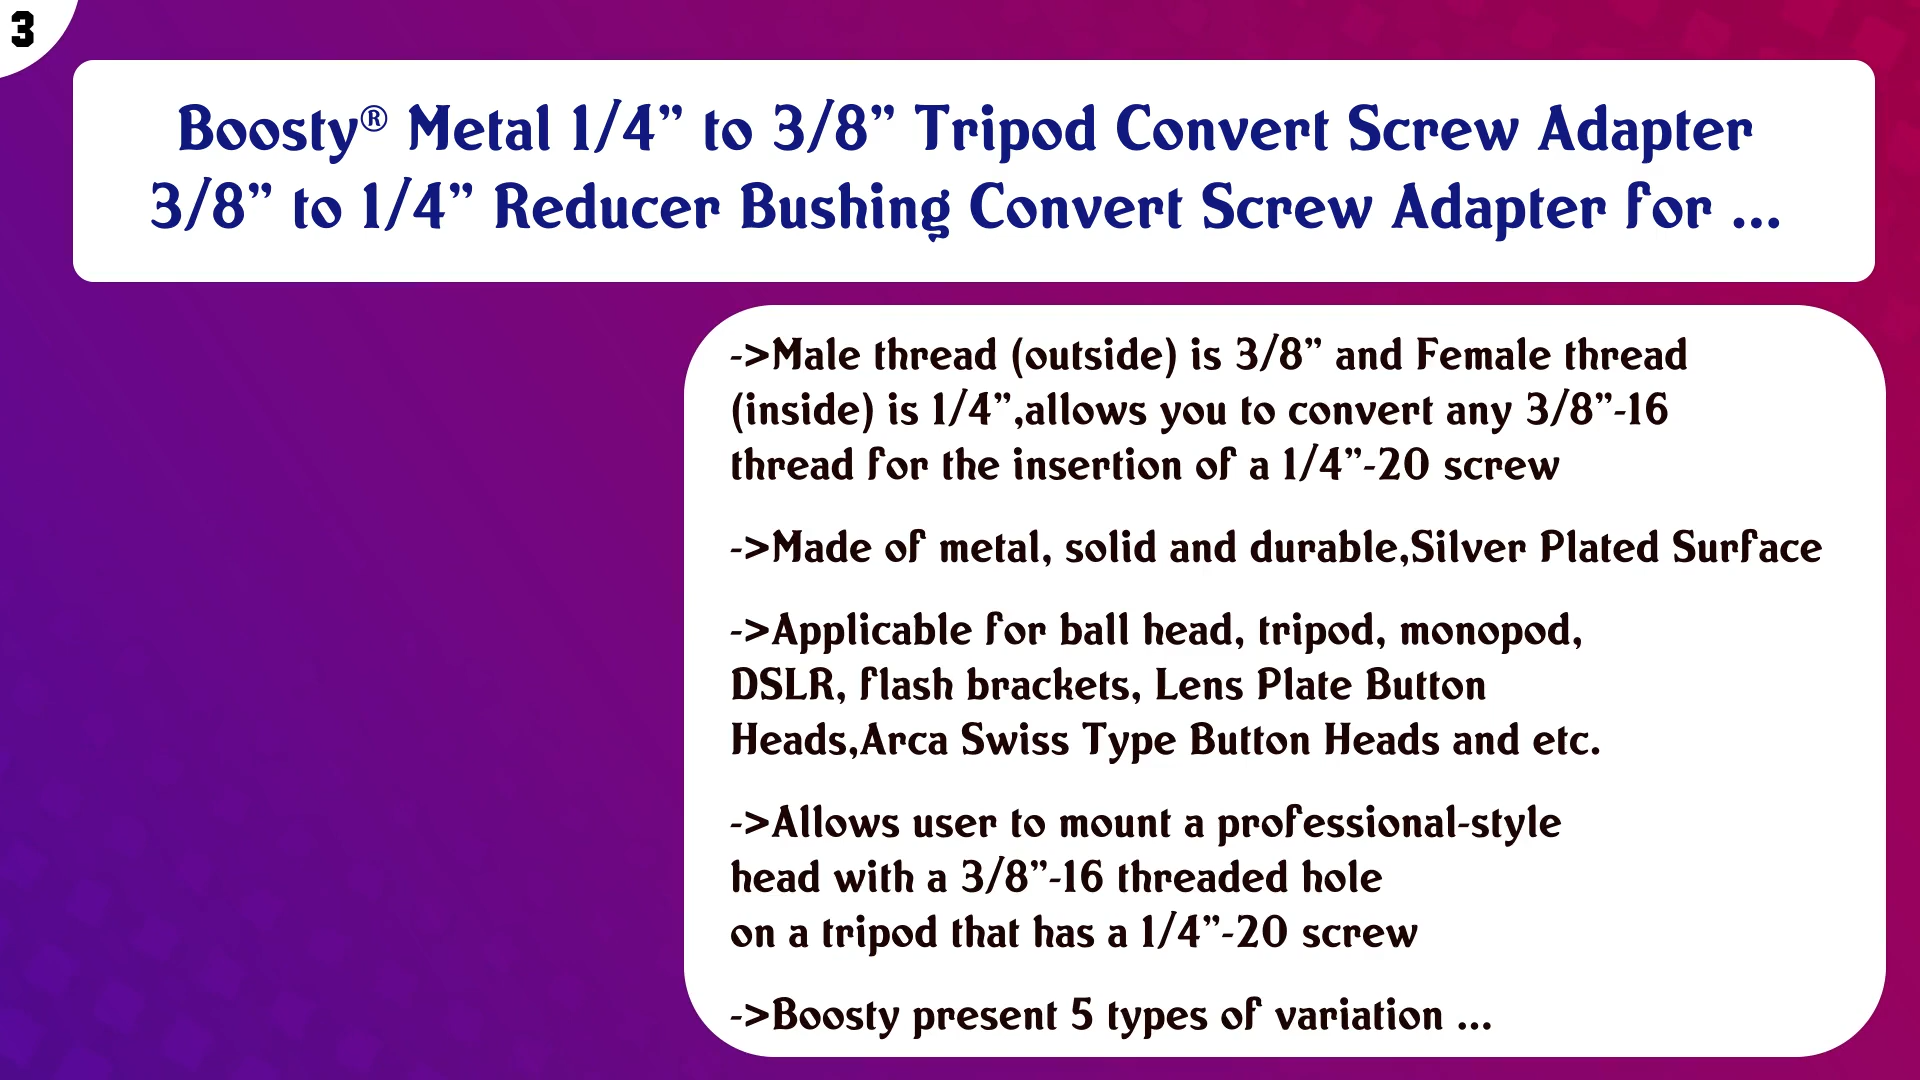 3
Boosty® Metal 1/4” to 3/8” Tripod Convert Screw Adapter
3/8” to 1/4” Reducer Bushing Convert Screw Adapter for ...
->Male thread (outside) is 3/8” and Female thread
(inside) is 1/4”,allows you to convert any 3/8”-16
thread for the insertion of a 1/4”-20 screw
->Made of metal, solid and durable,Silver Plated Surface
->Applicable for ball head, tripod, monopod,
DSLR, flash brackets, Lens Plate Button
Heads,Arca Swiss Type Button Heads and etc.
->Allows user to mount a professional-style
head with a 3/8”-16 threaded hole
on a tripod that has a 1/4”-20 screw
->Boosty present 5 types of variation ...